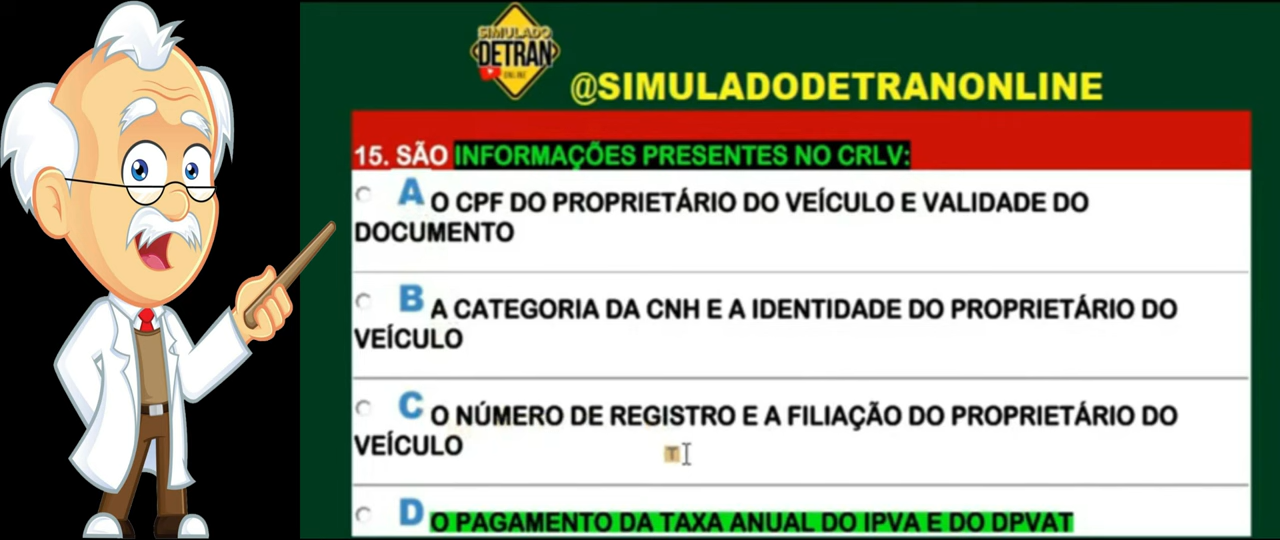 SIMULADO
DETRAN
ONLINE
@SIMULADODETRANONLINE
15. SÃO INFORMAÇÕES PRESENTES NO CRLV:
A O CPF DO PROPRIETÁRIO DO VEÍCULO E VALIDADE DO
DOCUMENTO
B A CATEGORIA DA CNH E A IDENTIDADE DO PROPRIETÁRIO DO
VEÍCULO
C O NÚMERO DE REGISTRO E A FILIAÇÃO DO PROPRIETÁRIO DO
VEÍCULO
T
D O PAGAMENTO DA TAXA ANUAL DO IPVA E DO DPVAT